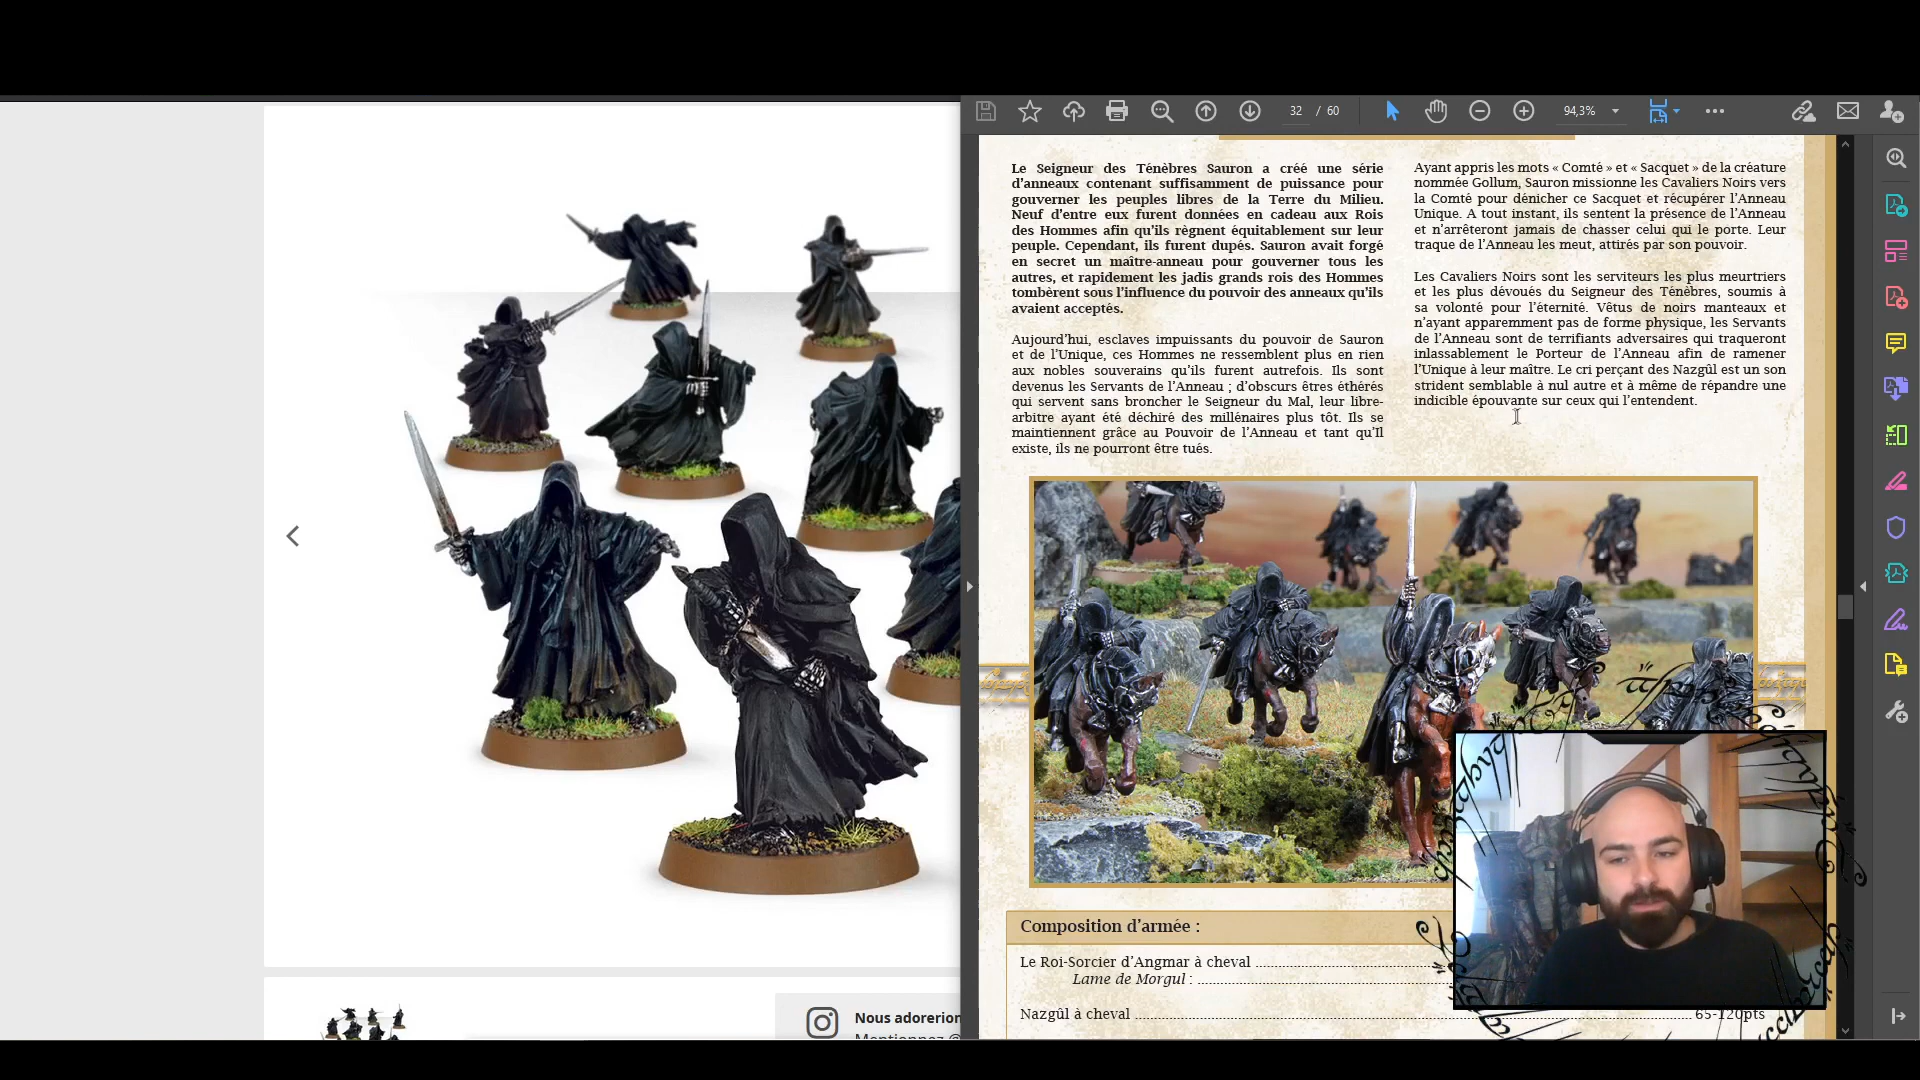 32 / 60
94,3%
Le Seigneur des Ténèbres Sauron a créé une série
d'anneaux contenant suffisamment de puissance pour
gouverner les peuples libres de la Terre du Milieu.
Neuf d'entre eux furent données en cadeau aux Rois
des Hommes afin qu'ils règnent équitablement sur leur
peuple. Cependant, ils furent dupés. Sauron avait forgé
en secret un maître-anneau pour gouverner tous les
autres, et rapidement les jadis grands rois des Hommes
tombèrent sous l'influence du pouvoir des anneaux qu'ils
avaient acceptés.
Aujourd'hui, esclaves impuissants du pouvoir de Sauron
et de l'Unique, ces Hommes ne ressemblent plus en rien
aux nobles souverains qu'ils furent autrefois. Ils sont
devenus les Servants de l'Anneau ; d'obscurs êtres éthérés
qui servent sans broncher le Seigneur du Mal, leur libre-
arbitre ayant été déchiré des millénaires plus tôt. Ils se
maintiennent grâce au Pouvoir de l'Anneau et tant qu'Il
existe, ils ne pourront être tués.
Ayant appris les mots « Comté » et « Sacquet » de la créature
nommée Gollum, Sauron missionne les Cavaliers Noirs vers
la Comté pour dénicher ce Sacquet et récupérer l'Anneau
Unique. A tout instant, ils sentent la présence de l'Anneau
et n'arrêteront jamais de chasser celui qui le porte. Leur
traque de l'Anneau les meut, attirés par son pouvoir.
Les Cavaliers Noirs sont les serviteurs les plus meurtriers
et les plus dévoués du Seigneur des Ténèbres, soumis à
sa volonté pour l'éternité. Vêtus de noirs manteaux et
n'ayant apparemment pas de forme physique, les Servants
de l'Anneau sont de terrifiants adversaires qui traqueront
inlassablement le Porteur de l'Anneau afin de ramener
l'Unique à leur maître. Le cri perçant des Nazgûl est un son
strident semblable à nul autre et à même de répandre une
indicible épouvante sur ceux qui l'entendent.
Composition d'armée :
Le Roi-Sorcier d'Angmar à cheval
Lame de Morgul :
Nazgûl à cheval 65-120pts
Nous adorerion